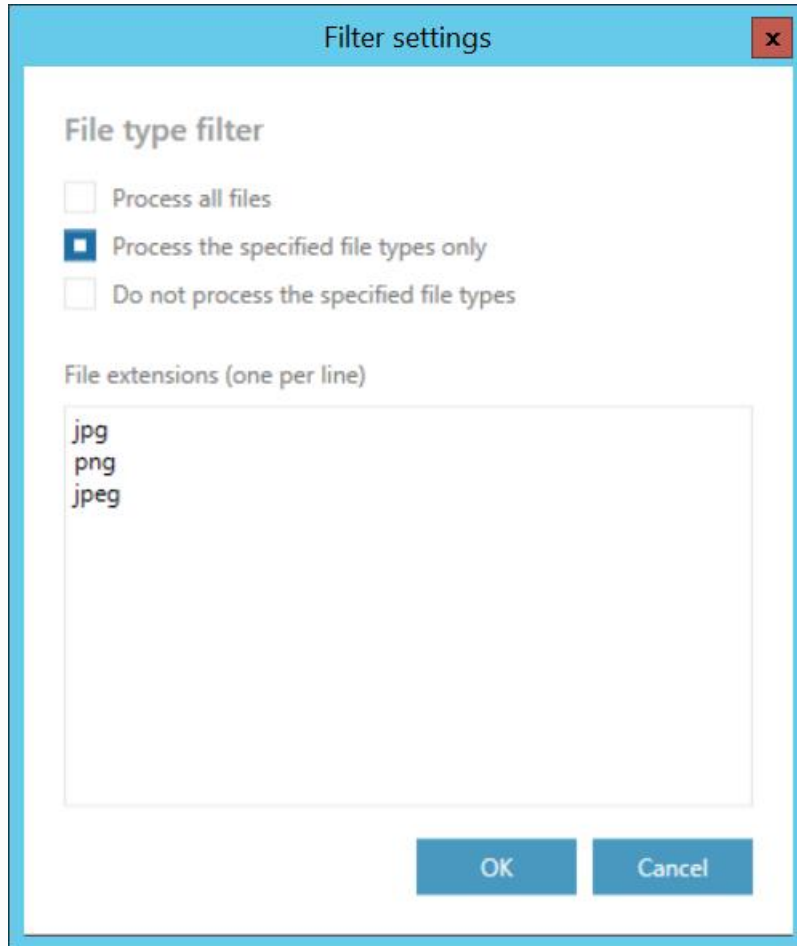 Filter settings
x
File type filter
Process all files
Process the specified file types only
Do not process the specified file types
File extensions (one per line)
jpg
png
jpeg
OK
Cancel